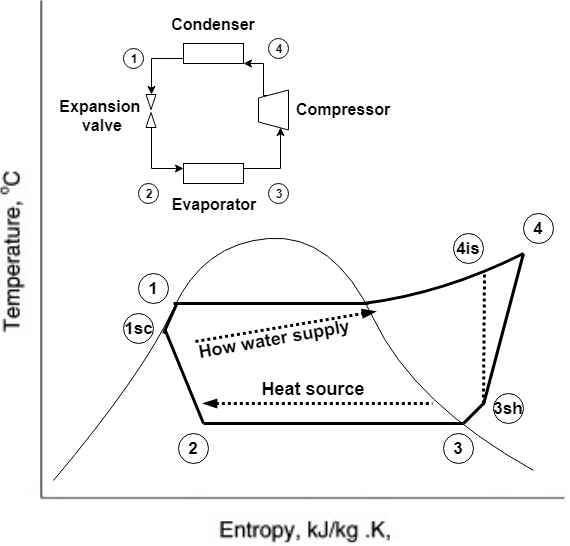 Condenser
1
4
Expansion
valve
Compressor
2
3
Evaporator
Temperature, °C
4
4is
1
1sc
How water supply
Heat source
3sh
2
3
Entropy, kJ/kg .K,